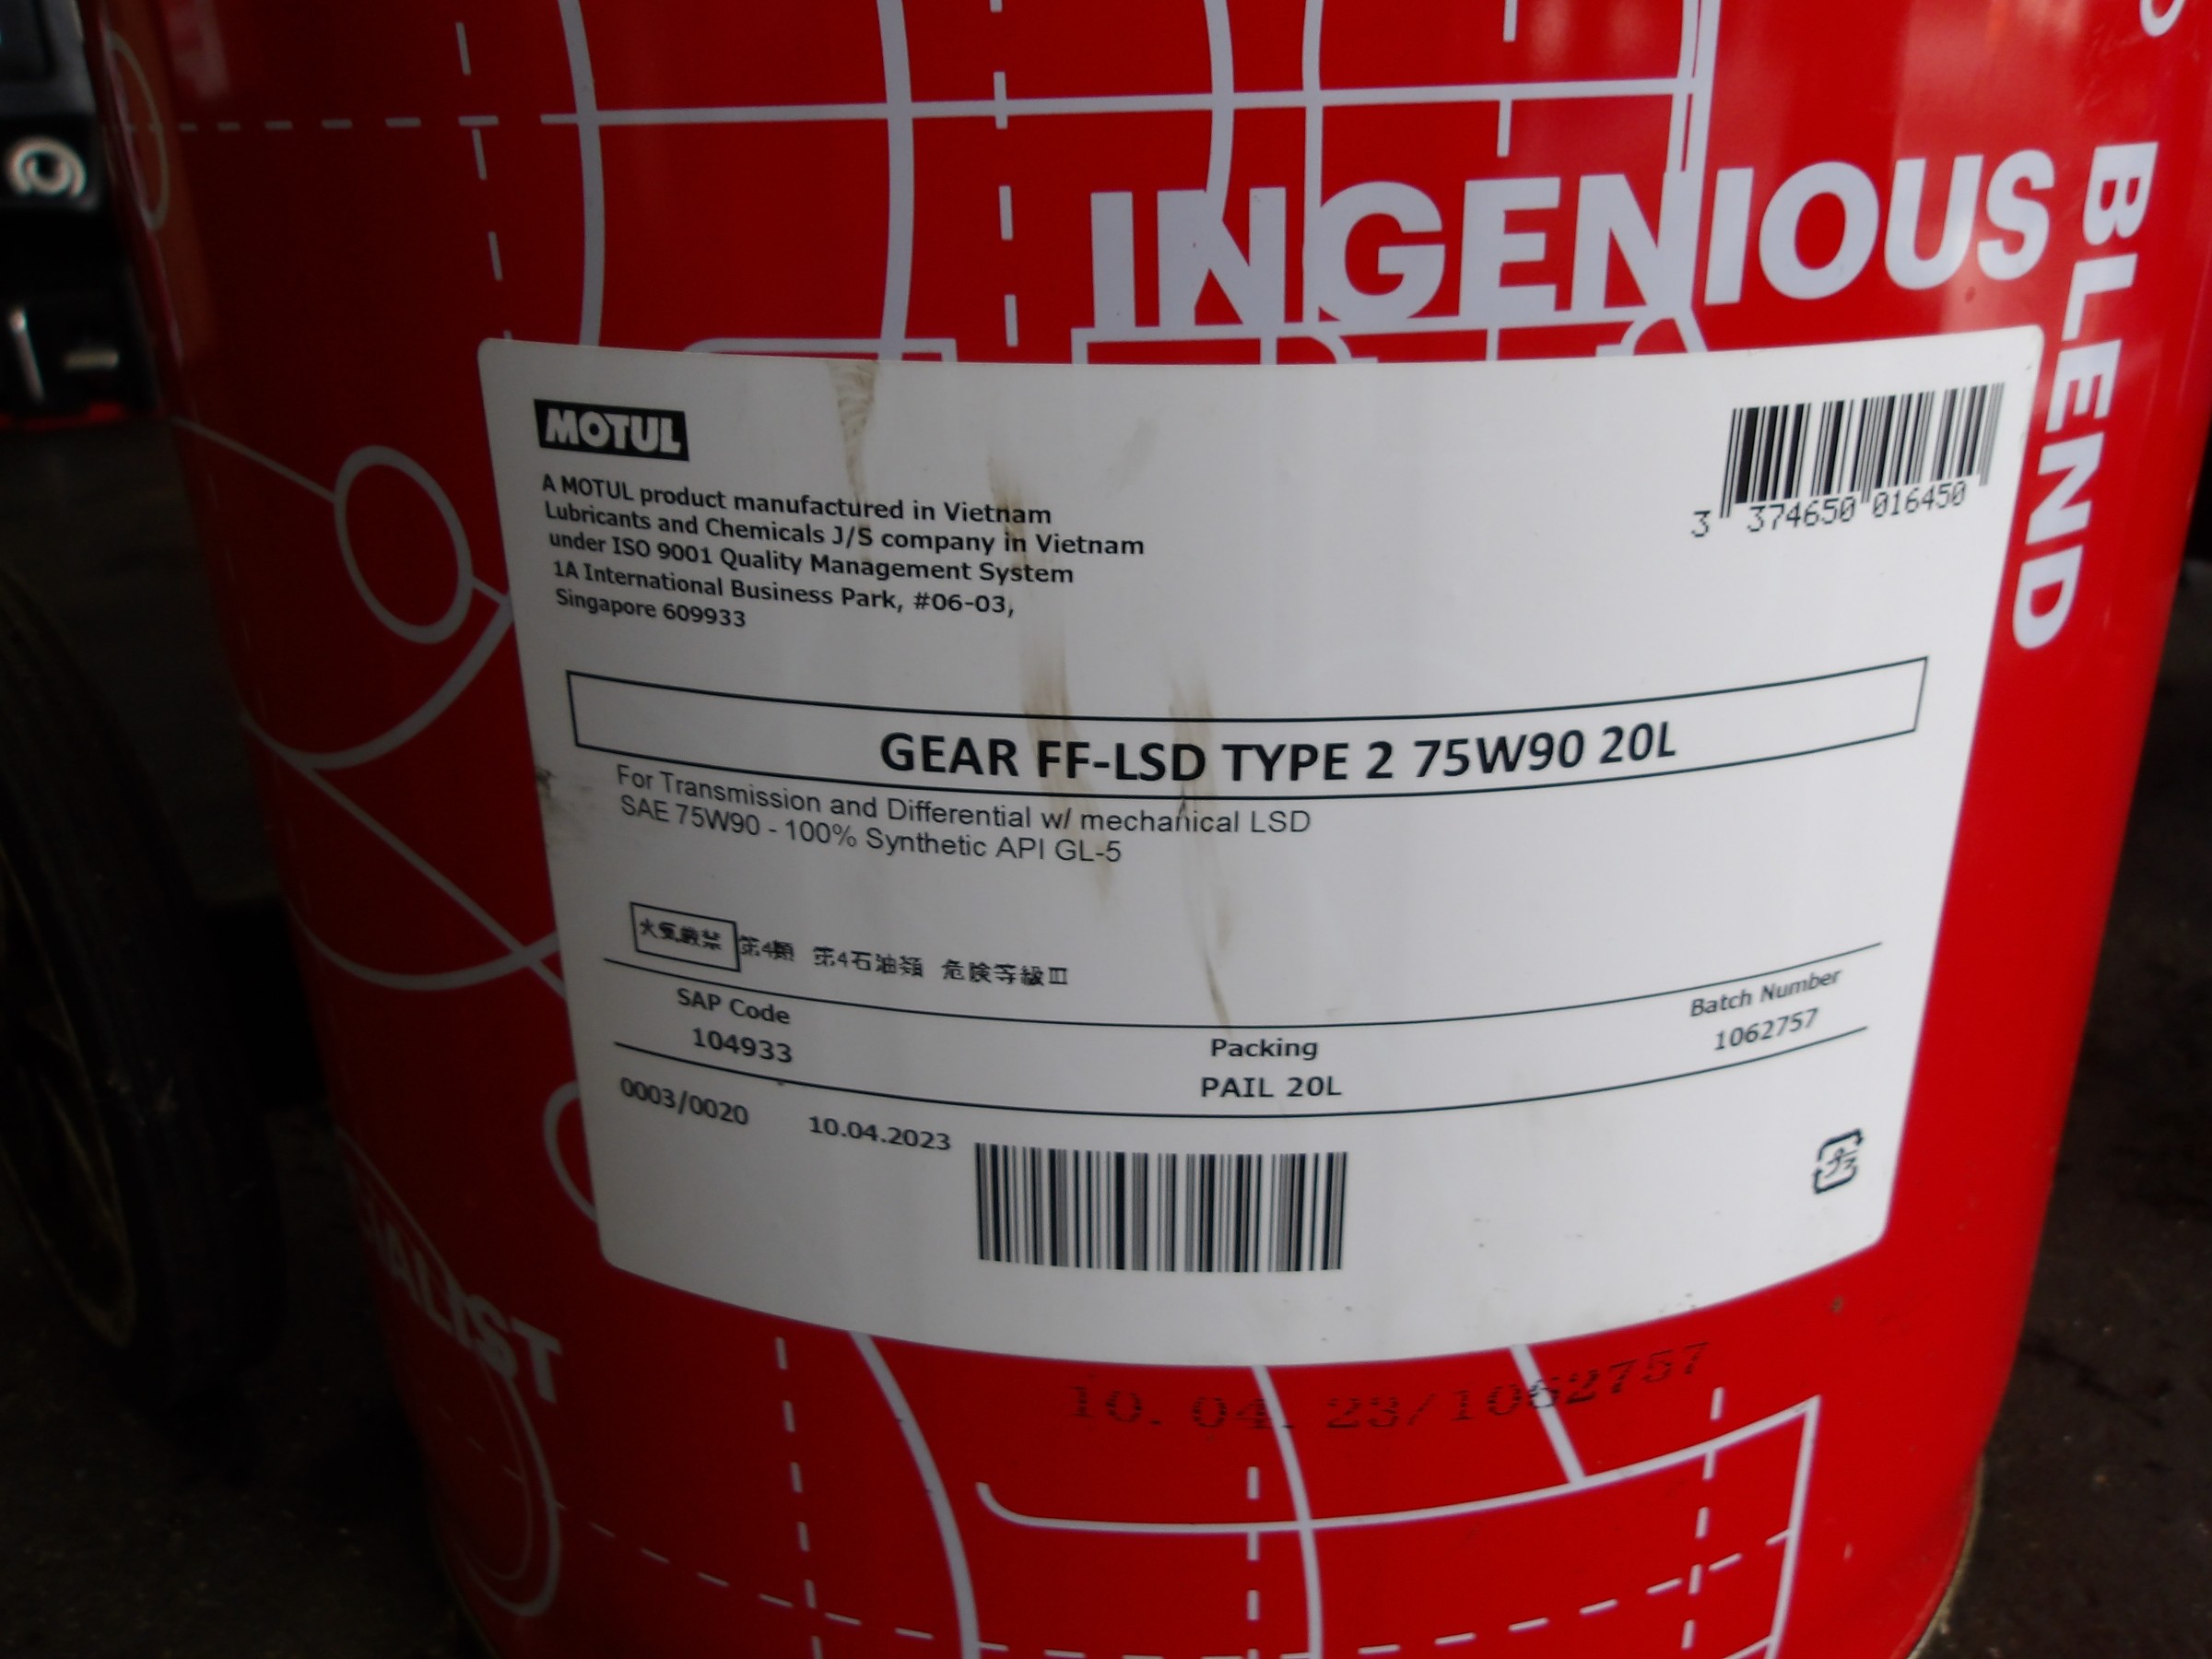 INGENIOUS
BLEND
MOTUL
A MOTUL product manufactured in Vietnam
Lubricants and Chemicals J/S company in Vietnam
under ISO 9001 Quality Management System
1A International Business Park, #06-03,
Singapore 609933
3 374650 016450
GEAR FF-LSD TYPE 2 75W90 20L
For Transmission and Differential w/ mechanical LSD
SAE 75W90 - 100% Synthetic API GL-5
火気厳禁 第4類 第4石油類 危険等級Ⅲ
SAP Code
104933
Packing
PAIL 20L
Batch Number
1062757
0003/0020 10.04.2023
10.04.23/1062757